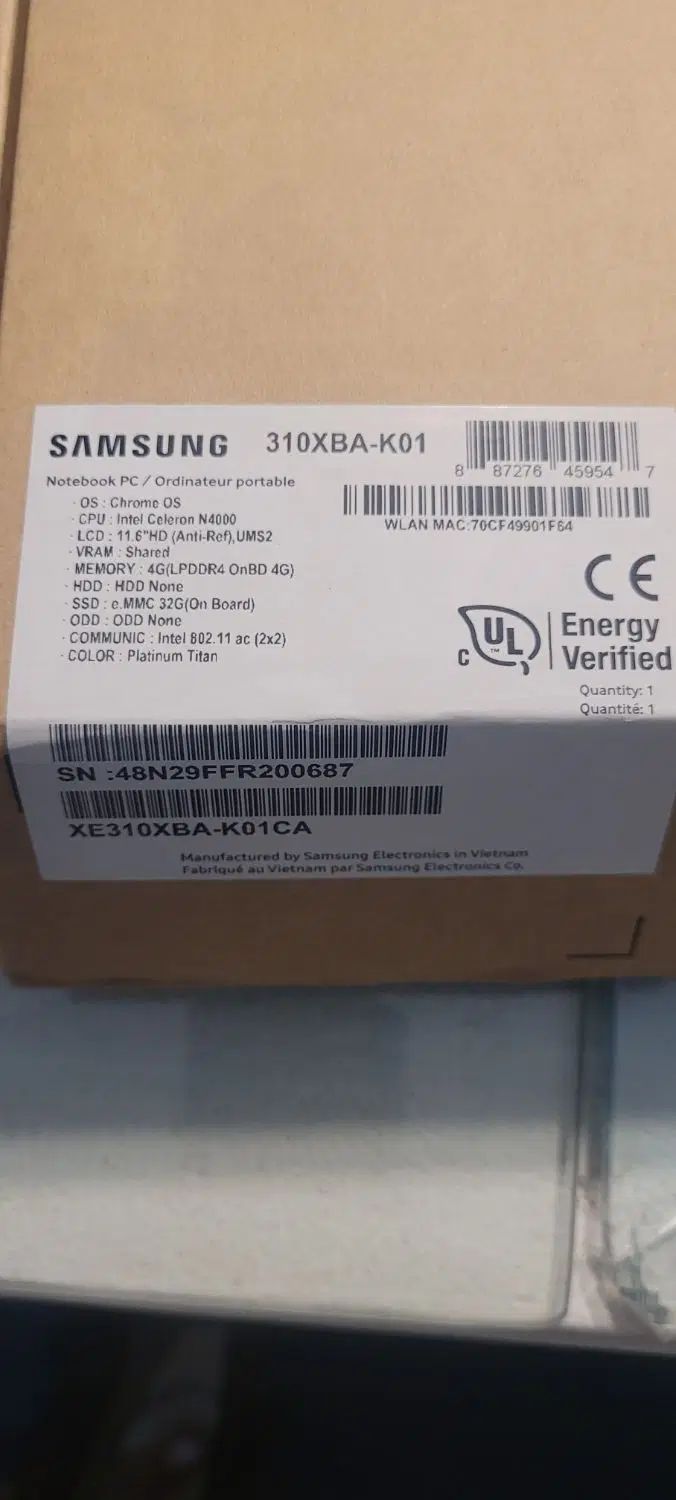 SAMSUNG 310XBA-K01
8 87276 45954 7
Notebook PC / Ordinateur portable
· OS : Chrome OS
· CPU : Intel Celeron N4000
· LCD : 11.6"HD (Anti-Ref),UMS2
· VRAM : Shared
· MEMORY : 4G(LPDDR4 OnBD 4G)
· HDD : HDD None
· SSD : e.MMC 32G(On Board)
· ODD : ODD None
· COMMUNIC : Intel 802.11 ac (2x2)
· COLOR : Platinum Titan
WLAN MAC:70CF49901F64
CE
C UL ™
Energy
Verified
Quantity: 1
Quantité: 1
SN :48N29FFR200687
XE310XBA-K01CA
Manufactured by Samsung Electronics in Vietnam
Fabriqué au Vietnam par Samsung Electronics Co.